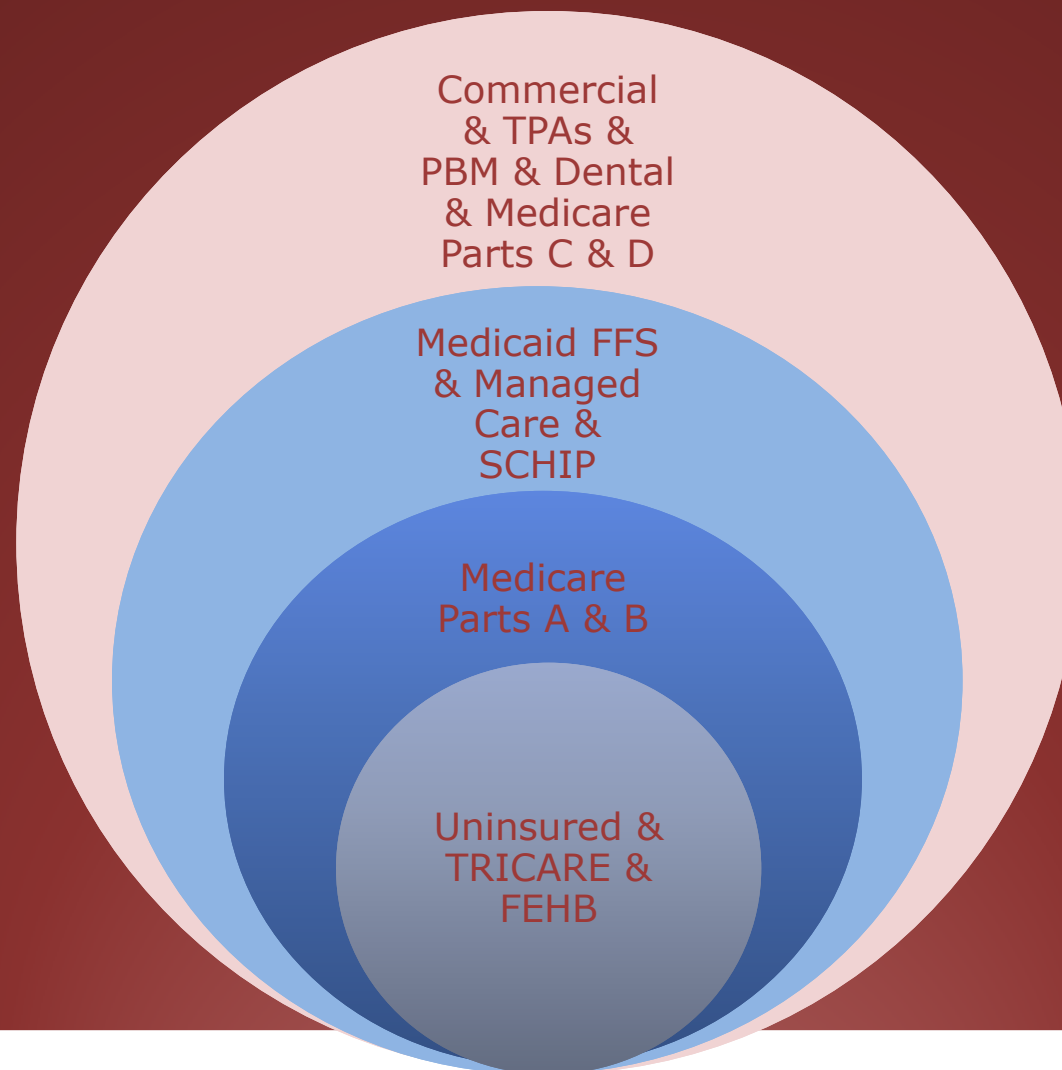 Commercial
& TPAs &
PBM & Dental
& Medicare
Parts C & D
Medicaid FFS
& Managed
Care &
SCHIP
Medicare
Parts A & B
Uninsured &
TRICARE &
FEHB